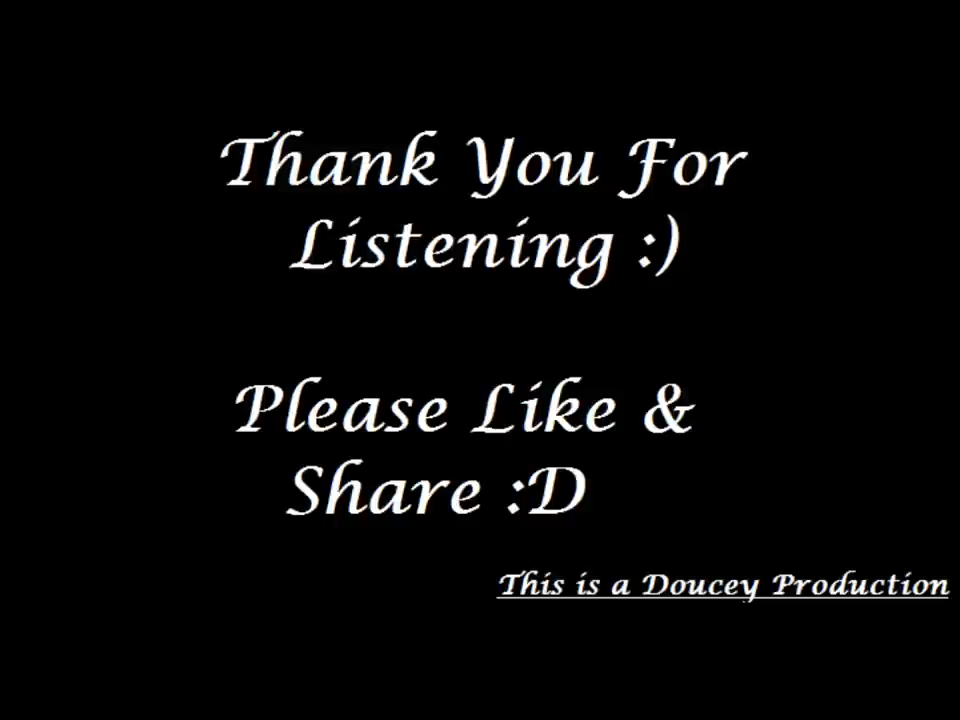 Thank You For
Listening :)
Please Like &
Share :D
This is a Doucey Production